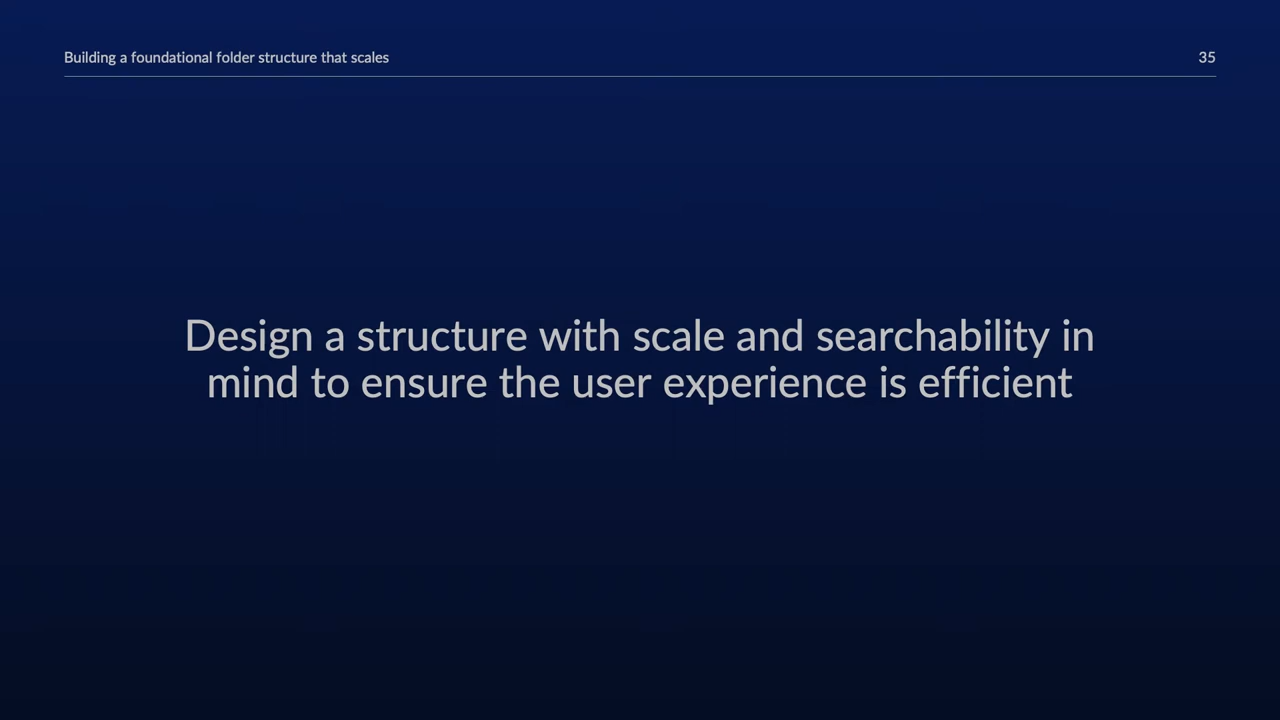 Building a foundational folder structure that scales
35
Design a structure with scale and searchability in
mind to ensure the user experience is efficient